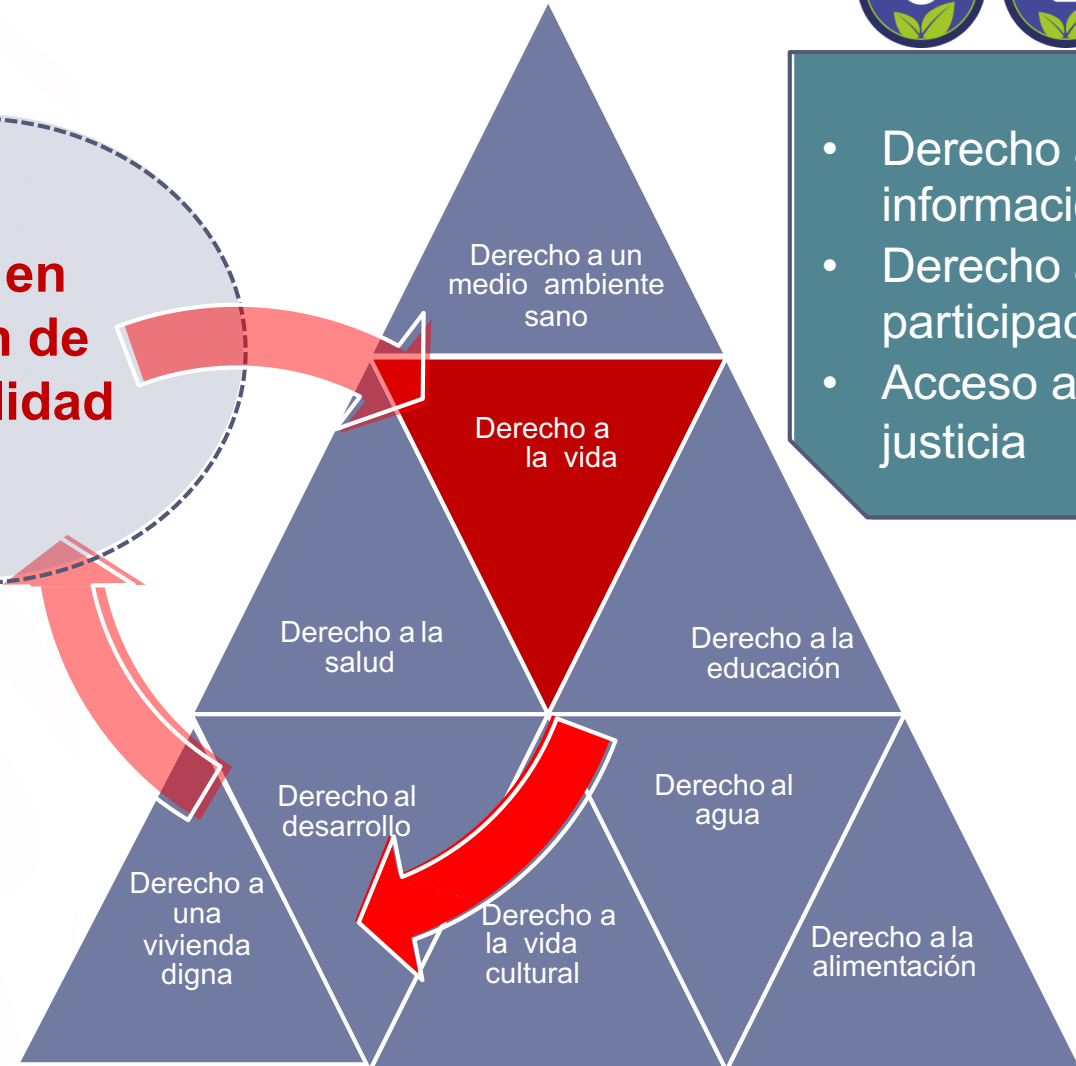 en
de
Derecho a un
medio ambiente
sano
Derecho a
la vida
Derecho a la
salud
Derecho a la
educación
Derecho al
desarrollo
Derecho al
agua
Derecho a
una
vivienda
digna
Derecho a
la vida
cultural
Derecho a la
alimentación
• Derecho
• Derecho
• Acceso a
justicia